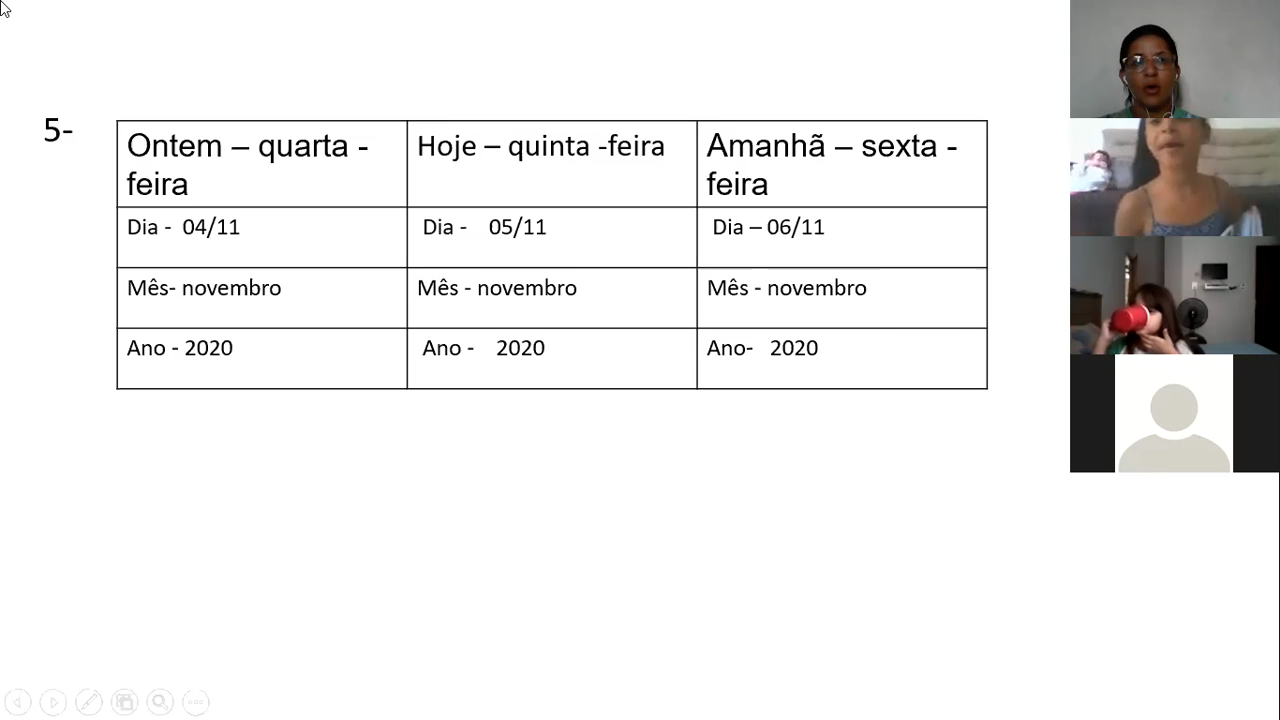 5-
Ontem – quarta -
feira
Hoje – quinta -feira
Amanhã – sexta -
feira
Dia - 04/11
Dia - 05/11
Dia – 06/11
Mês- novembro
Mês - novembro
Mês - novembro
Ano - 2020
Ano - 2020
Ano- 2020